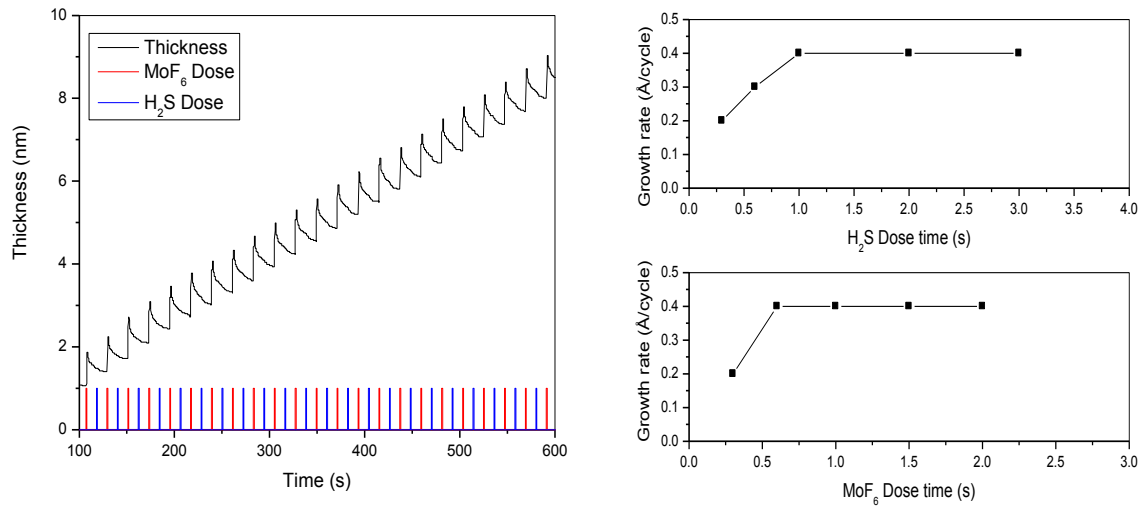 10
8
6
4
2
0
Thickness (nm)
Thickness
MoF₆ Dose
H₂S Dose
100 200 300 400 500 600
Time (s)
0.5
0.4
0.3
0.2
0.1
0.0
Growth rate (Å/cycle)
0.0 0.5 1.0 1.5 2.0 2.5 3.0 3.5 4.0
H₂S Dose time (s)
0.5
0.4
0.3
0.2
0.1
0.0
Growth rate (Å/cycle)
0.0 0.5 1.0 1.5 2.0 2.5 3.0
MoF₆ Dose time (s)